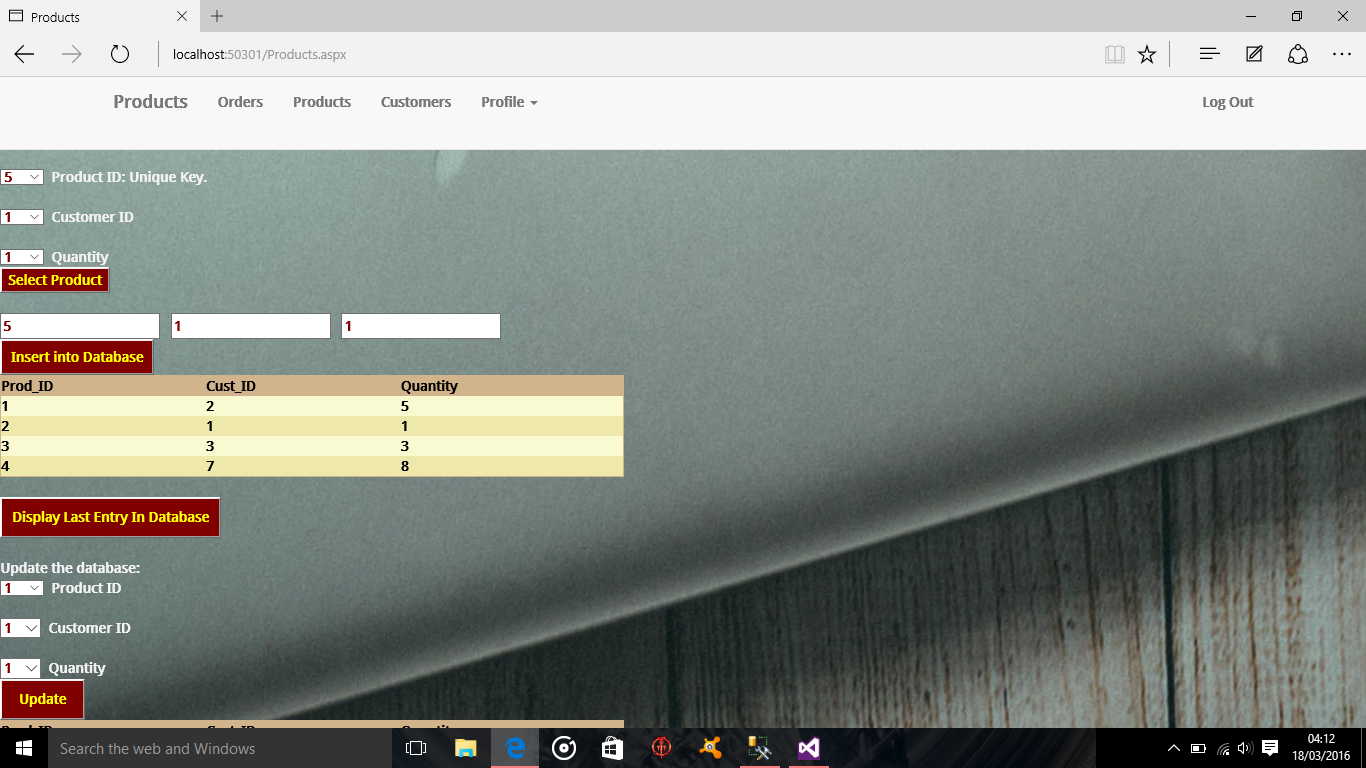 Products
localhost:50301/Products.aspx
Products Orders Products Customers Profile Log Out
5 Product ID: Unique Key.
1 Customer ID
1 Quantity
Select Product
5 1 1
Insert into Database
Prod_ID Cust_ID Quantity
1 2 5
2 1 1
3 3 3
4 7 8
Display Last Entry In Database
Update the database:
1 Product ID
1 Customer ID
1 Quantity
Update
Prod_ID Cust_ID Quantity
Search the web and Windows
04:12
18/03/2016